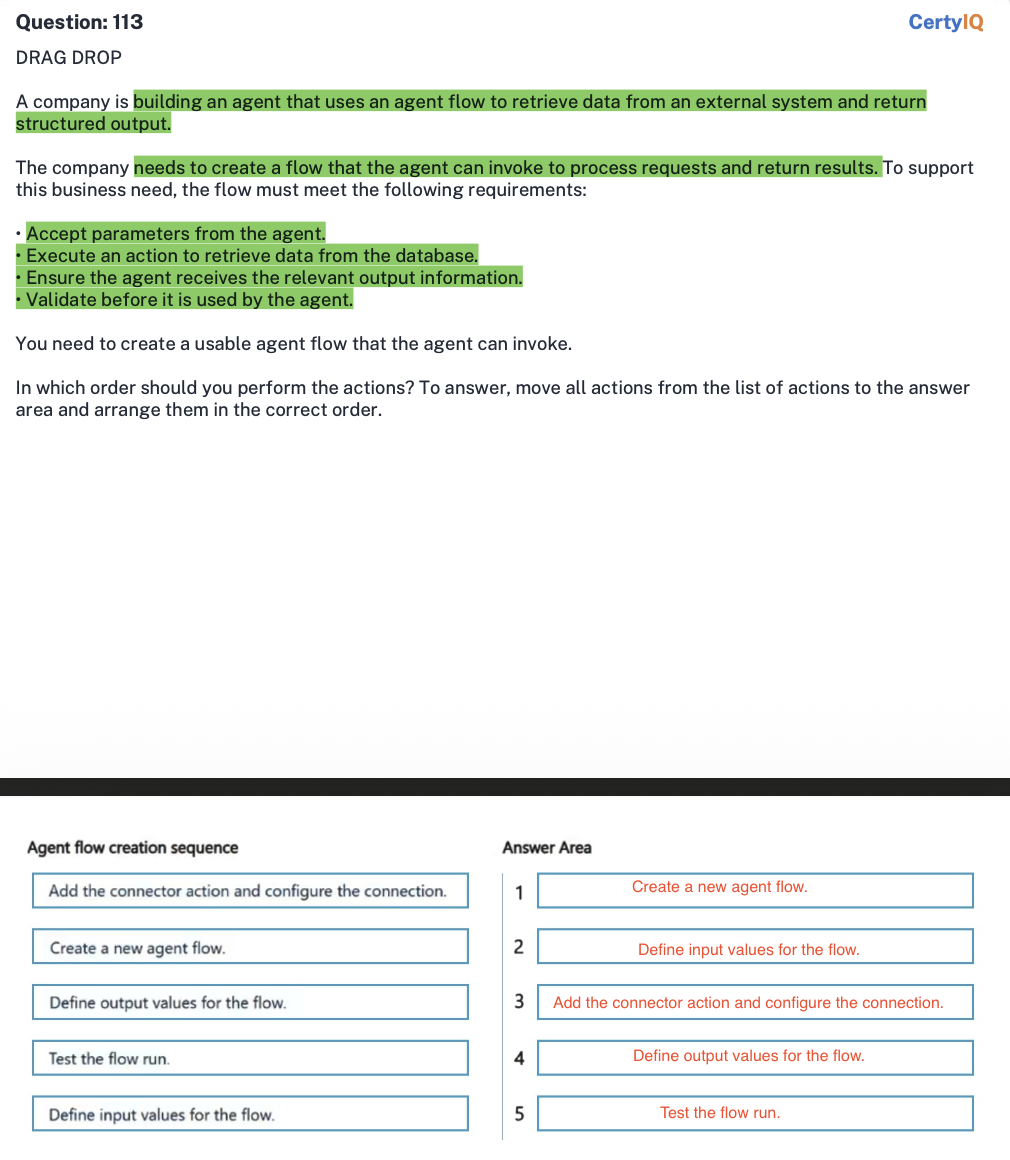 Question: 113
CertyIQ
DRAG DROP
A company is building an agent that uses an agent flow to retrieve data from an external system and return
structured output.
The company needs to create a flow that the agent can invoke to process requests and return results. To support
this business need, the flow must meet the following requirements:
• Accept parameters from the agent.
• Execute an action to retrieve data from the database.
• Ensure the agent receives the relevant output information.
• Validate before it is used by the agent.
You need to create a usable agent flow that the agent can invoke.
In which order should you perform the actions? To answer, move all actions from the list of actions to the answer
area and arrange them in the correct order.
Agent flow creation sequence
Add the connector action and configure the connection.
Create a new agent flow.
Define output values for the flow.
Test the flow run.
Define input values for the flow.
Answer Area
1 Create a new agent flow.
2 Define input values for the flow.
3 Add the connector action and configure the connection.
4 Define output values for the flow.
5 Test the flow run.